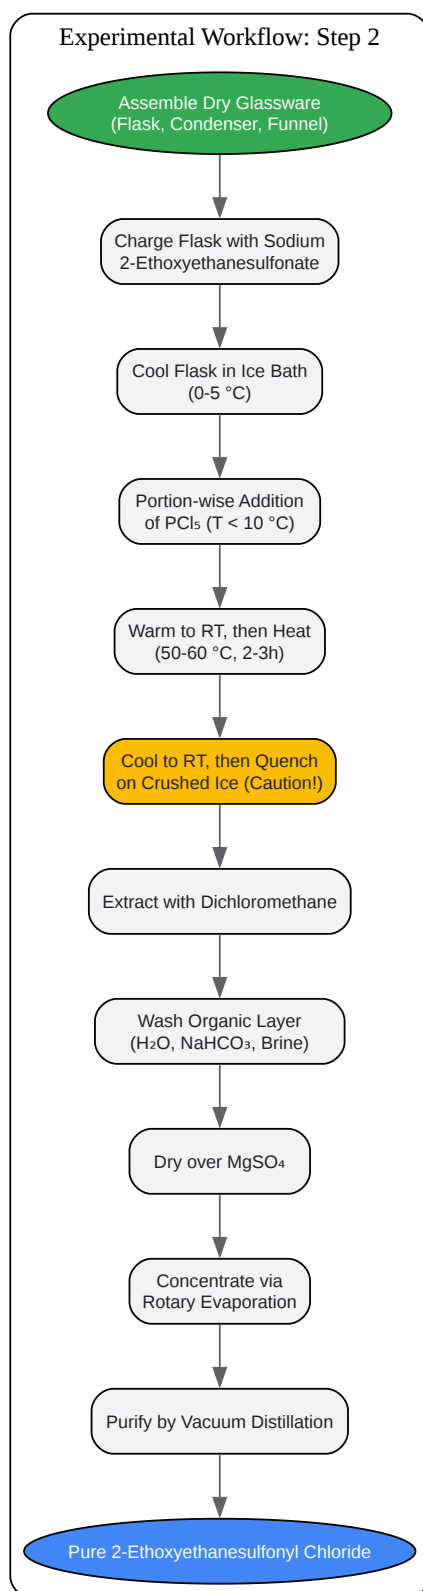 Experimental Workflow: Step 2
Assemble Dry Glassware
(Flask, Condenser, Funnel)
Charge Flask with Sodium
2-Ethoxyethanesulfonate
Cool Flask in Ice Bath
(0-5 °C)
Portion-wise Addition
of PCl₅ (T < 10 °C)
Warm to RT, then Heat
(50-60 °C, 2-3h)
Cool to RT, then Quench
on Crushed Ice (Caution!)
Extract with Dichloromethane
Wash Organic Layer
(H₂O, NaHCO₃, Brine)
Dry over MgSO₄
Concentrate via
Rotary Evaporation
Purify by Vacuum Distillation
Pure 2-Ethoxyethanesulfonyl Chloride